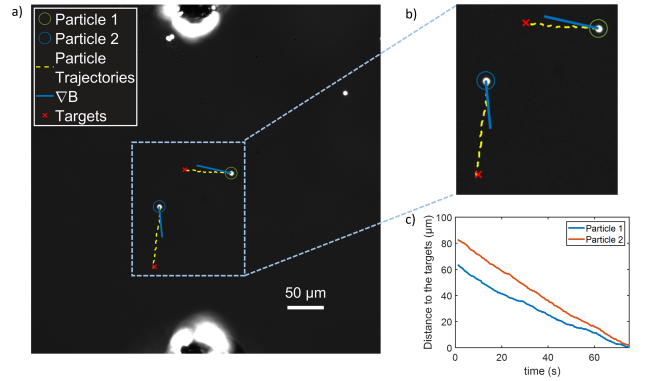 a)
Particle 1
Particle 2
Particle
Trajectories
∇B
Targets
50 μm
b)
c)
Distance to the targets (μm)
100
80
60
40
20
0
Particle 1
Particle 2
0
20
40
60
time (s)